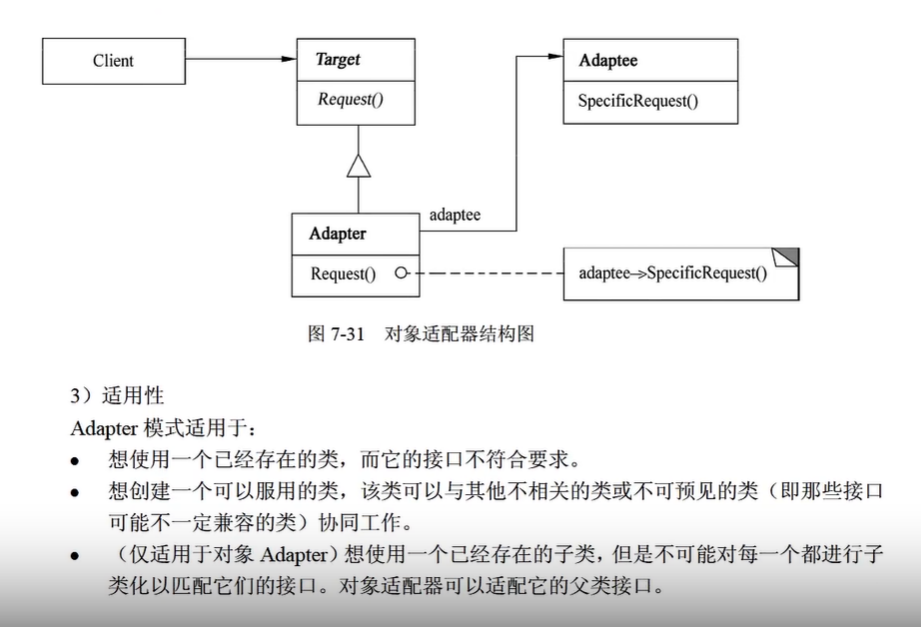 Client
Target
Request()
Adaptee
SpecificRequest()
adaptee
Adapter
Request()
adaptee->SpecificRequest()
图 7-31 对象适配器结构图
3）适用性
Adapter 模式适用于：
• 想使用一个已经存在的类，而它的接口不符合要求。
• 想创建一个可以服用的类，该类可以与其他不相关的类或不可预见的类（即那些接口
可能不一定兼容的类）协同工作。
• （仅适用于对象 Adapter）想使用一个已经存在的子类，但是不可能对每一个都进行子
类化以匹配它们的接口。对象适配器可以适配它的父类接口。